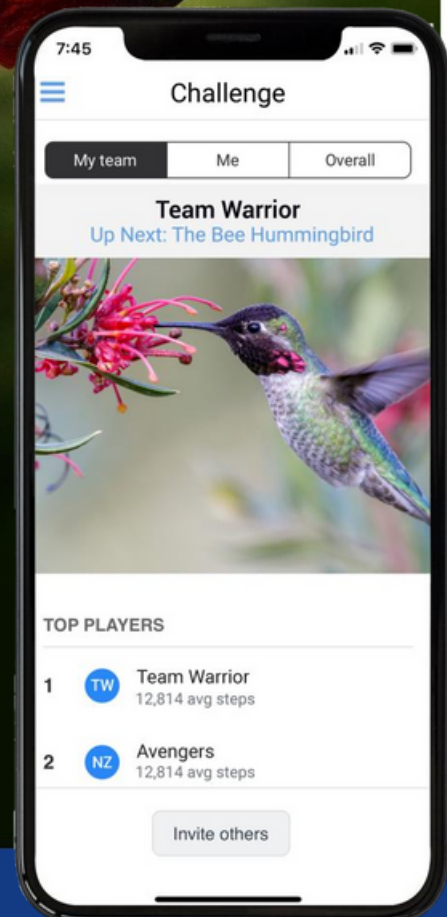 7:45
Challenge
My team Me Overall
Team Warrior
Up Next: The Bee Hummingbird
TOP PLAYERS
1 TW Team Warrior
12,814 avg steps
2 NZ Avengers
12,814 avg steps
Invite others